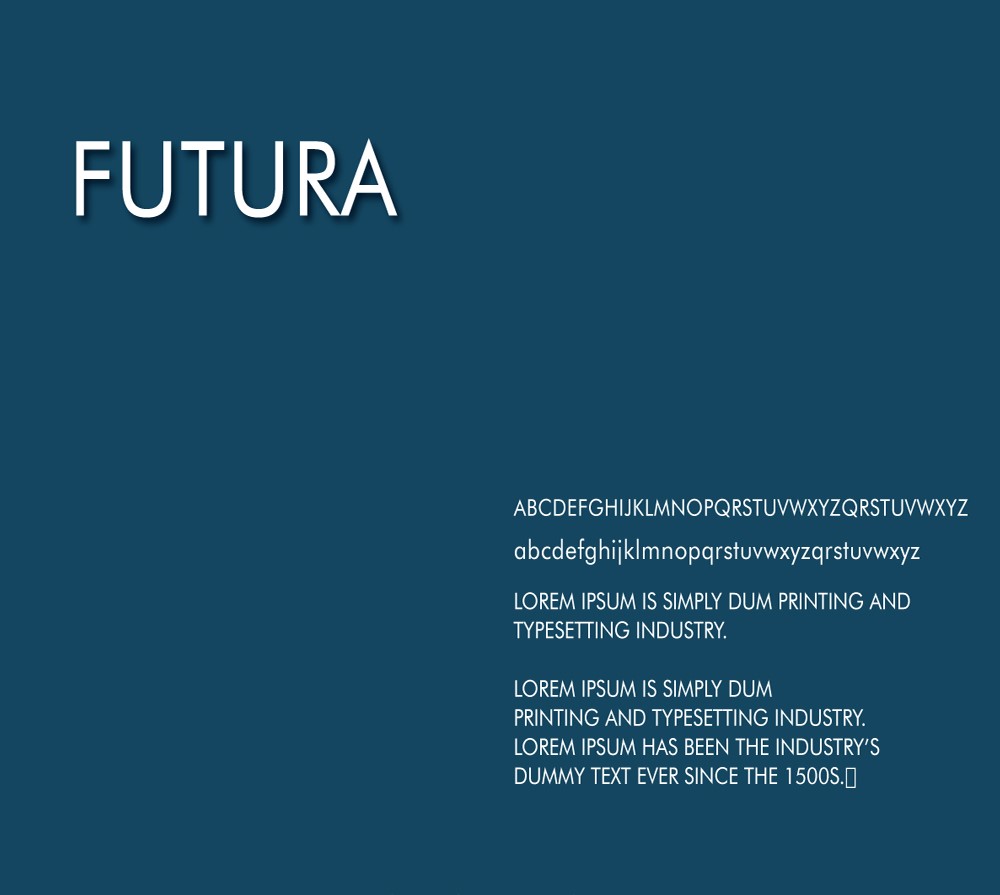 FUTURA
ABCDEFGHIJKLMNOPQRSTUVWXYZQRSTUVWXYZ
abcdefghijklmnopqrstuvwxyzqrstuvwxyz
LOREM IPSUM IS SIMPLY DUM PRINTING AND
TYPESETTING INDUSTRY.
LOREM IPSUM IS SIMPLY DUM
PRINTING AND TYPESETTING INDUSTRY.
LOREM IPSUM HAS BEEN THE INDUSTRY’S
DUMMY TEXT EVER SINCE THE 1500S.▯